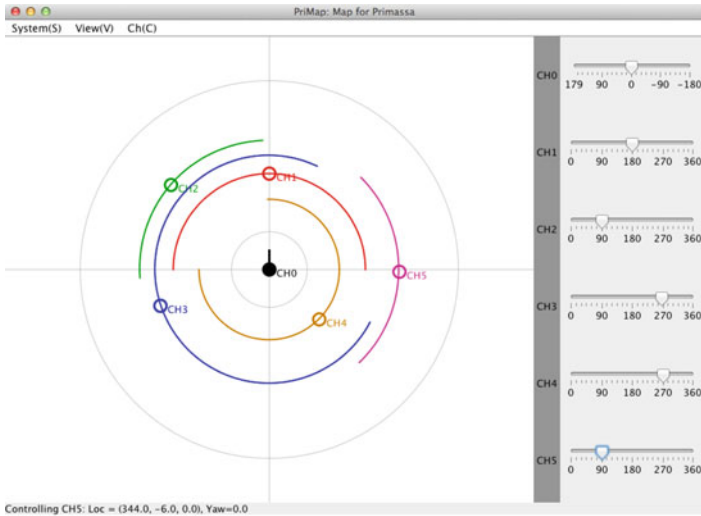 PriMap: Map for Primassa
System(S) View(V) Ch(C)
CH2
CH1
CH0
CH5
CH3
CH4
CH0
179 90 0 -90 -180
CH1
0 90 180 270 360
CH2
0 90 180 270 360
CH3
0 90 180 270 360
CH4
0 90 180 270 360
CH5
0 90 180 270 360
Controlling CH5: Loc = (344.0, -6.0, 0.0), Yaw=0.0